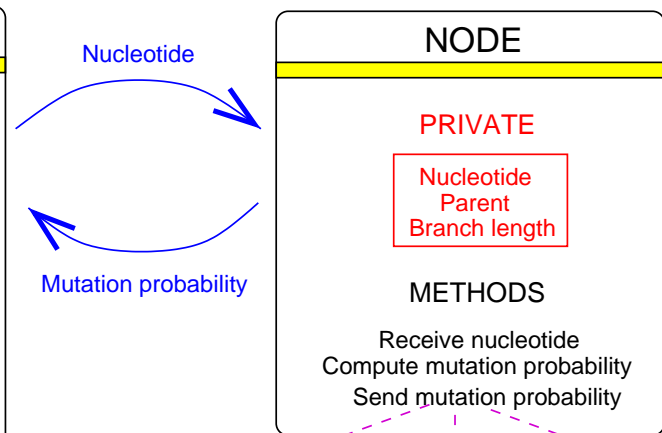 Nucleotide
Mutation probability
NODE
PRIVATE
Nucleotide
Parent
Branch length
METHODS
Receive nucleotide
Compute mutation probability
Send mutation probability